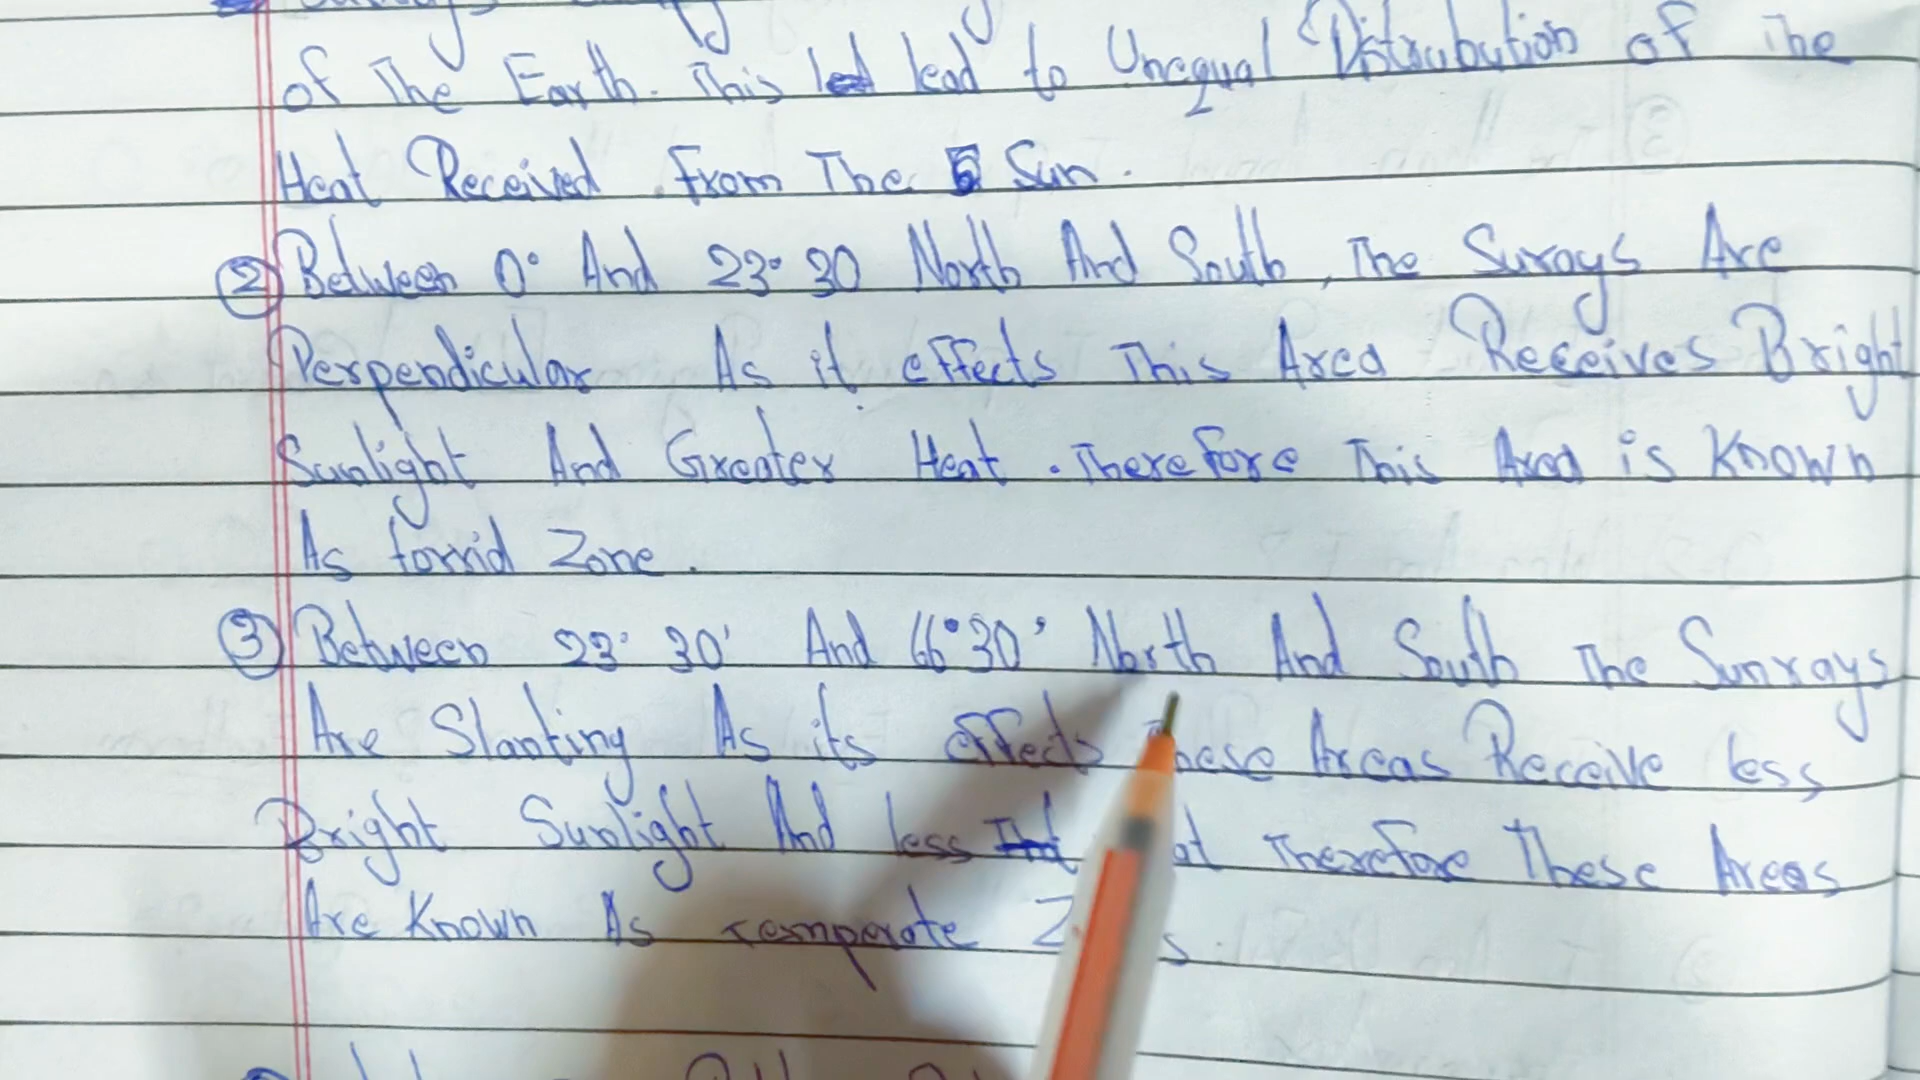 of The Earth. This lead to Unequal Distrubution of The
Heat Received From The Sun.
② Between 0° And 23° 30 North And South, The Surays Are
Perpendicular As it effects This Area Receives Bright
Sunlight And Greater Heat. Therefore This Area is Known
As torrid Zone.
③ Between 23° 30' And 66°30' North And South The Sunrays
Are Slanting As its effects These Areas Receive less
Bright Sunlight And less Therefore These Areas
Are Known As Temperate